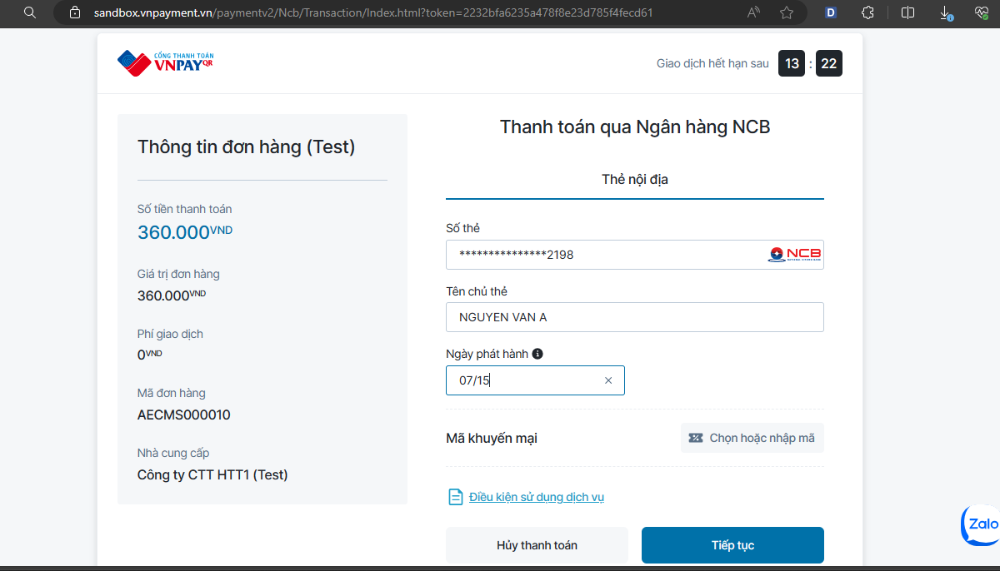 sandbox.vnpayment.vn/paymentv2/Ncb/Transaction/Index.html?token=2232bfa6235a478f8e23d785f4fecd61
CỔNG THANH TOÁN
VNPAYQR
Giao dịch hết hạn sau 13 : 22
Thông tin đơn hàng (Test)
Số tiền thanh toán
360.000VND
Giá trị đơn hàng
360.000VND
Phí giao dịch
0VND
Mã đơn hàng
AECMS000010
Nhà cung cấp
Công ty CTT HTT1 (Test)
Thanh toán qua Ngân hàng NCB
Thẻ nội địa
Số thẻ
***************2198
NCB
Tên chủ thẻ
NGUYEN VAN A
Ngày phát hành
07/15
Mã khuyến mại
Chọn hoặc nhập mã
Điều kiện sử dụng dịch vụ
Hủy thanh toán
Tiếp tục
Zalo